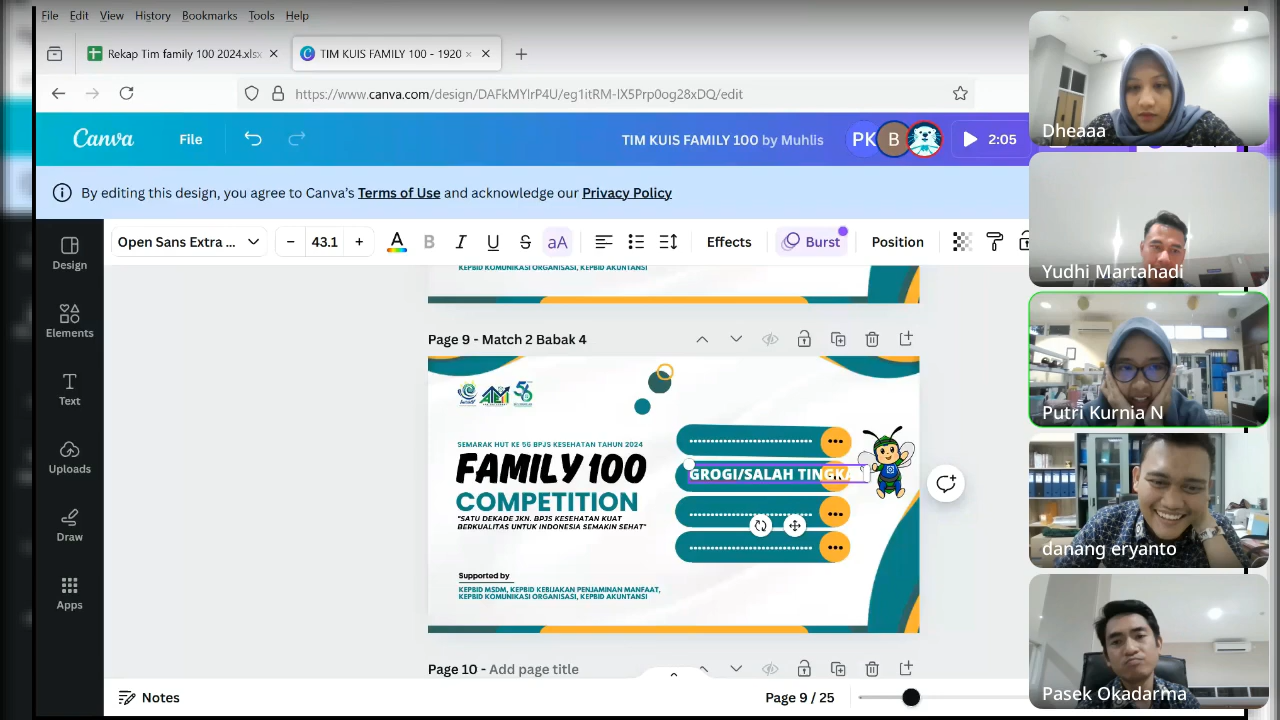 File Edit View History Bookmarks Tools Help
Rekap Tim family 100 2024.xls
TIM KUIS FAMILY 100 - 1920
https://www.canva.com/design/DAFkMYlrP4U/eg1itRM-IX5Prp0og28xDQ/edit
Canva File TIM KUIS FAMILY 100 by Muhlis PK B 2:05
By editing this design, you agree to Canva's Terms of Use and acknowledge our Privacy Policy
Open Sans Extra ... − 43.1 + A B I U S aA Effects Burst Position
Design
Elements
Text
Uploads
Draw
Apps
KEPBID KOMUNIKASI ORGANISASI, KEPBID AKUNTANSI
Page 9 - Match 2 Babak 4
SEMARAK HUT KE 56 BPJS KESEHATAN TAHUN 2024
FAMILY 100
COMPETITION
"SATU DEKADE JKN. BPJS KESEHATAN KUAT
BERKUALITAS UNTUK INDONESIA SEMAKIN SEHAT"
GROGI/SALAH TINGKA
Supported by
KEPBID MSDM, KEPBID KEBIJAKAN PENJAMINAN MANFAAT,
KEPBID KOMUNIKASI ORGANISASI, KEPBID AKUNTANSI
Page 10 - Add page title
Notes
Page 9 / 25
Dheaaa
Yudhi Martahadi
Putri Kurnia N
danang eryanto
Pasek Okadarma